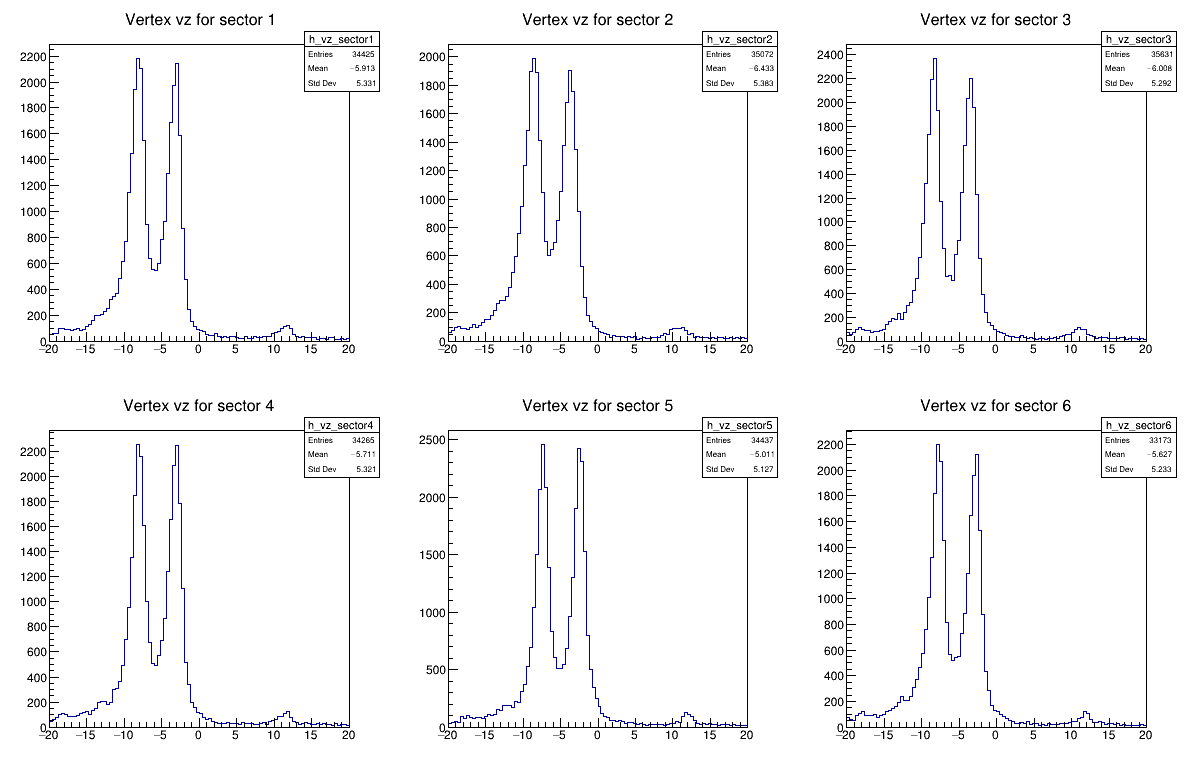 Vertex vz for sector 1
h_vz_sector1
Entries 34425
Mean −5.913
Std Dev 5.331
2200
2000
1800
1600
1400
1200
1000
800
600
400
200
0
−20 −15 −10 −5 0 5 10 15 20
Vertex vz for sector 2
h_vz_sector2
Entries 35072
Mean −6.433
Std Dev 5.383
2000
1800
1600
1400
1200
1000
800
600
400
200
0
−20 −15 −10 −5 0 5 10 15 20
Vertex vz for sector 3
h_vz_sector3
Entries 35631
Mean −6.008
Std Dev 5.292
2400
2200
2000
1800
1600
1400
1200
1000
800
600
400
200
0
−20 −15 −10 −5 0 5 10 15 20
Vertex vz for sector 4
h_vz_sector4
Entries 34265
Mean −5.711
Std Dev 5.321
2200
2000
1800
1600
1400
1200
1000
800
600
400
200
0
−20 −15 −10 −5 0 5 10 15 20
Vertex vz for sector 5
h_vz_sector5
Entries 34437
Mean −5.011
Std Dev 5.127
2500
2000
1500
1000
500
0
−20 −15 −10 −5 0 5 10 15 20
Vertex vz for sector 6
h_vz_sector6
Entries 33173
Mean −5.627
Std Dev 5.233
2200
2000
1800
1600
1400
1200
1000
800
600
400
200
0
−20 −15 −10 −5 0 5 10 15 20